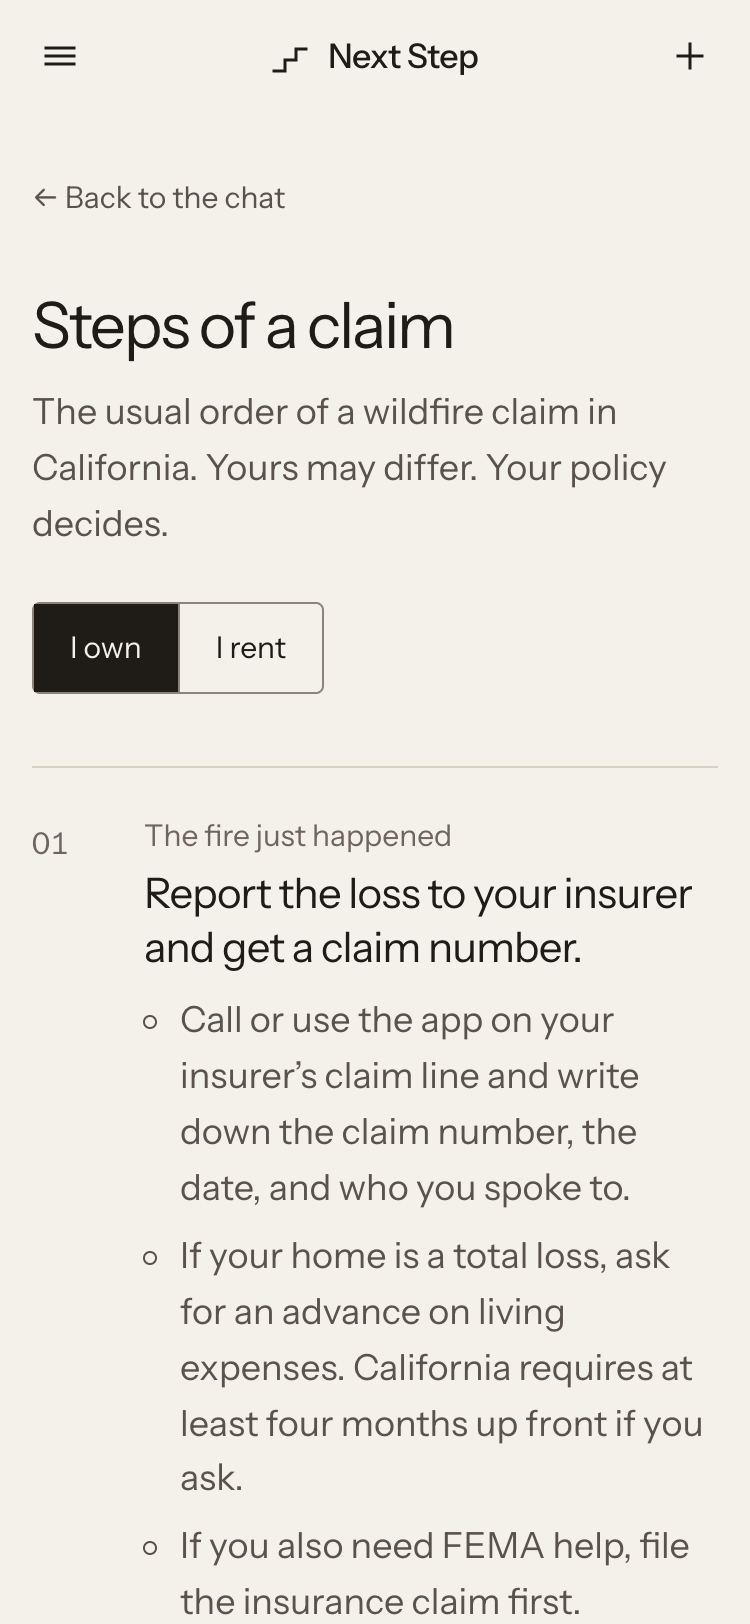 Next Step
← Back to the chat
Steps of a claim
The usual order of a wildfire claim in
California. Yours may differ. Your policy
decides.
I own
I rent
01
The fire just happened
Report the loss to your insurer
and get a claim number.
Call or use the app on your
insurer’s claim line and write
down the claim number, the
date, and who you spoke to.
If your home is a total loss, ask
for an advance on living
expenses. California requires at
least four months up front if you
ask.
If you also need FEMA help, file
the insurance claim first.